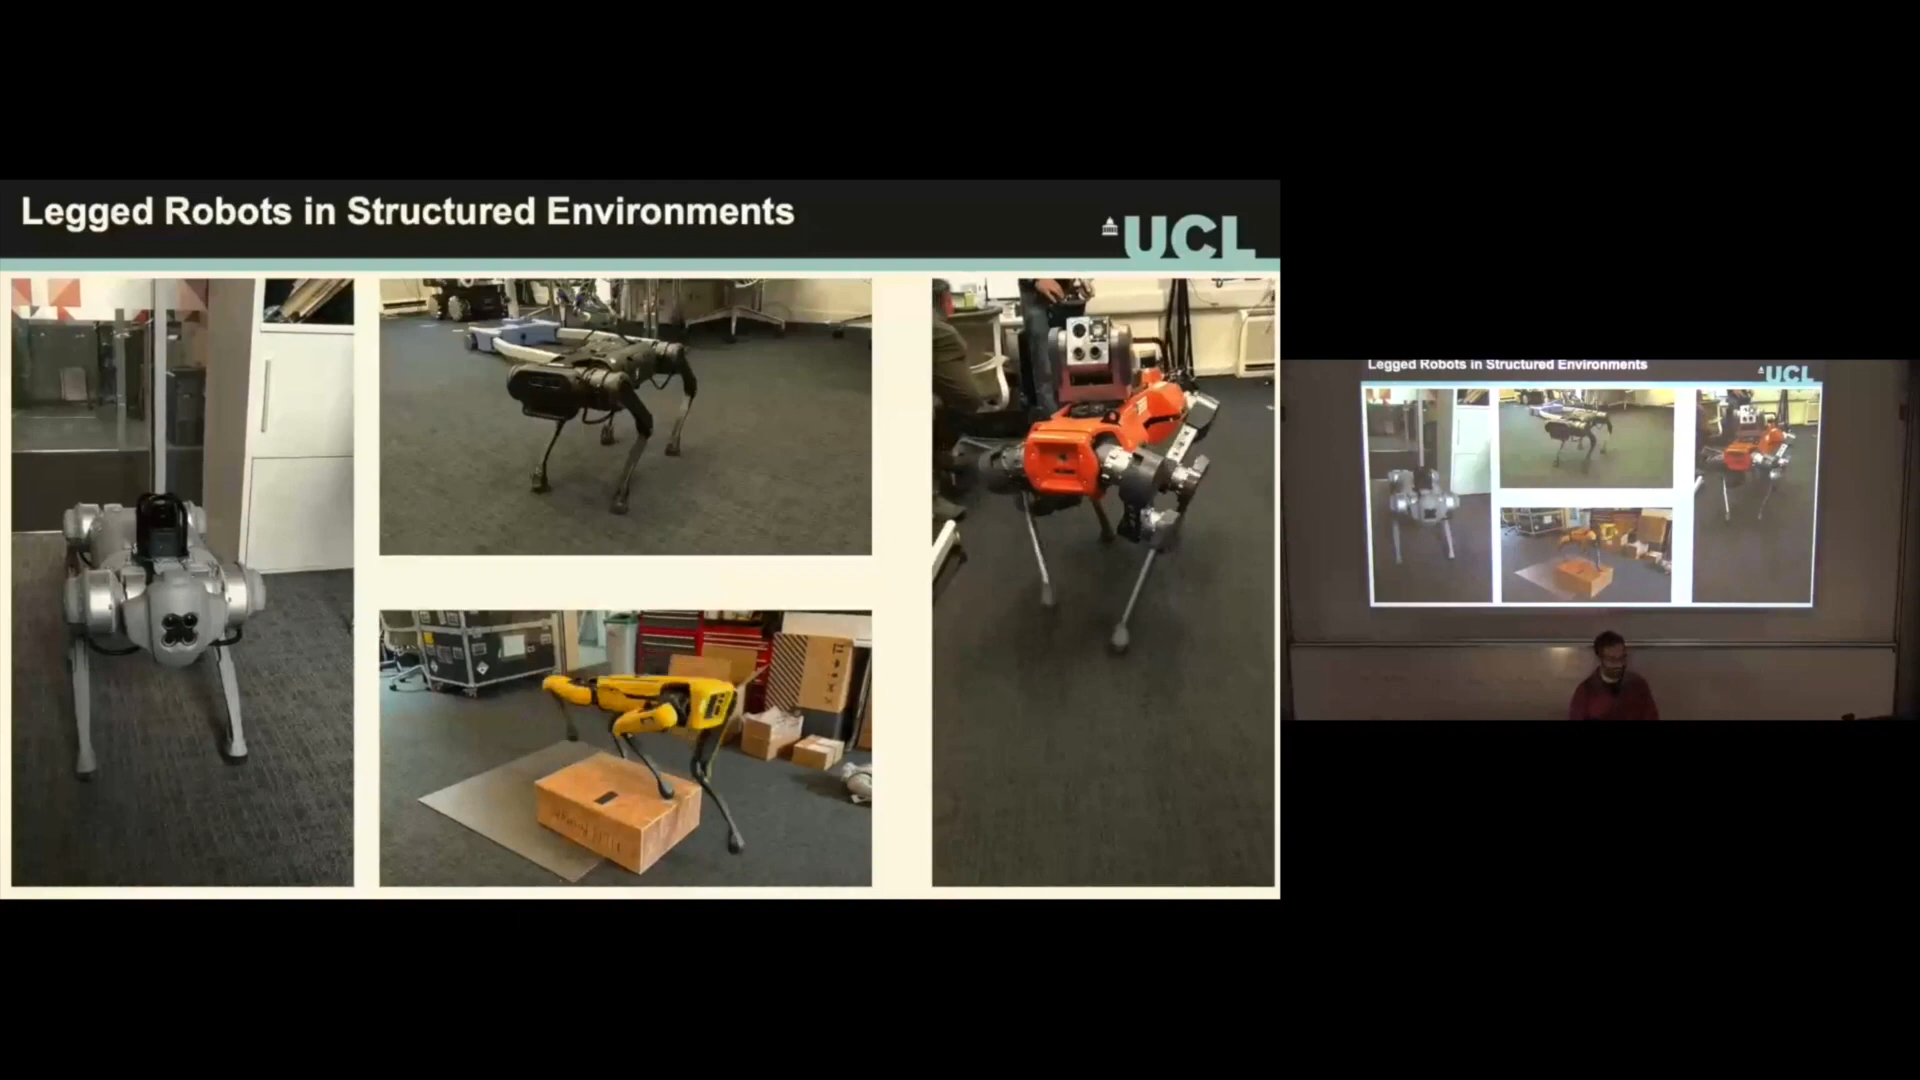 Legged Robots in Structured Environments
UCL
Legged Robots in Structured Environments
UCL